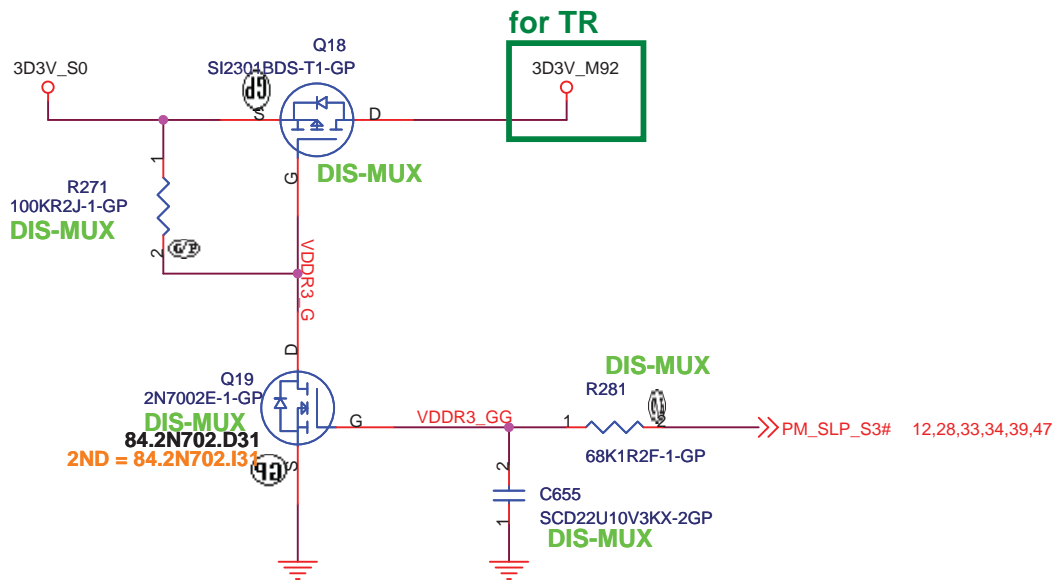 for TR
Q18
SI2301BDS-T1-GP
3D3V_S0
3D3V_M92
GP
S
D
G
DIS-MUX
1
R271
100KR2J-1-GP
DIS-MUX
2
G/P
VDDR3_G
D
Q19
2N7002E-1-GP
DIS-MUX
84.2N702.D31
2ND = 84.2N702.I31
GP
S
G
VDDR3_GG
DIS-MUX
R281
1
2
68K1R2F-1-GP
PM_SLP_S3# 12,28,33,34,39,47
2
C655
SCD22U10V3KX-2GP
1
DIS-MUX